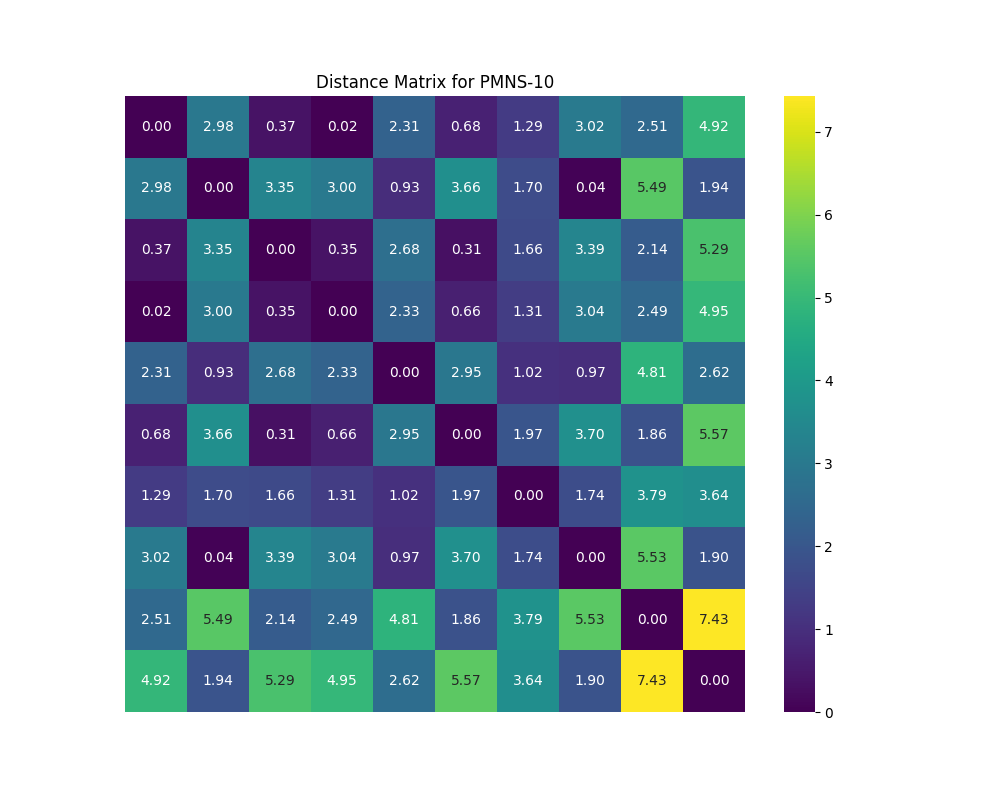 Distance Matrix for PMNS-10
0.00 2.98 0.37 0.02 2.31 0.68 1.29 3.02 2.51 4.92
2.98 0.00 3.35 3.00 0.93 3.66 1.70 0.04 5.49 1.94
0.37 3.35 0.00 0.35 2.68 0.31 1.66 3.39 2.14 5.29
0.02 3.00 0.35 0.00 2.33 0.66 1.31 3.04 2.49 4.95
2.31 0.93 2.68 2.33 0.00 2.95 1.02 0.97 4.81 2.62
0.68 3.66 0.31 0.66 2.95 0.00 1.97 3.70 1.86 5.57
1.29 1.70 1.66 1.31 1.02 1.97 0.00 1.74 3.79 3.64
3.02 0.04 3.39 3.04 0.97 3.70 1.74 0.00 5.53 1.90
2.51 5.49 2.14 2.49 4.81 1.86 3.79 5.53 0.00 7.43
4.92 1.94 5.29 4.95 2.62 5.57 3.64 1.90 7.43 0.00
7
6
5
4
3
2
1
0